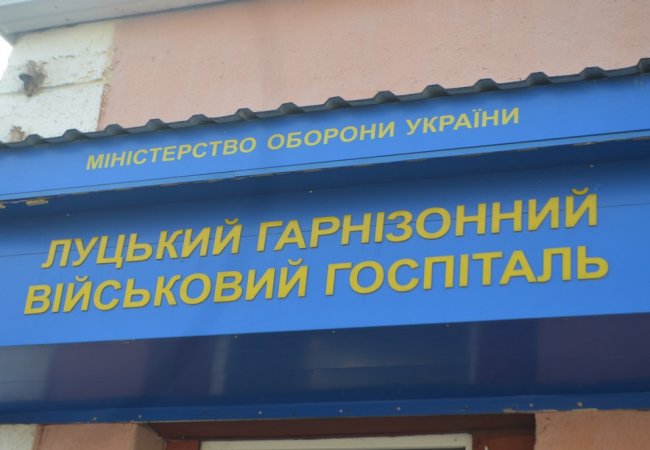 МІНІСТЕРСТВО ОБОРОНИ УКРАЇНИ
ЛУЦЬКИЙ ГАРНІЗОННИЙ
ВІЙСЬКОВИЙ ГОСПІТАЛЬ